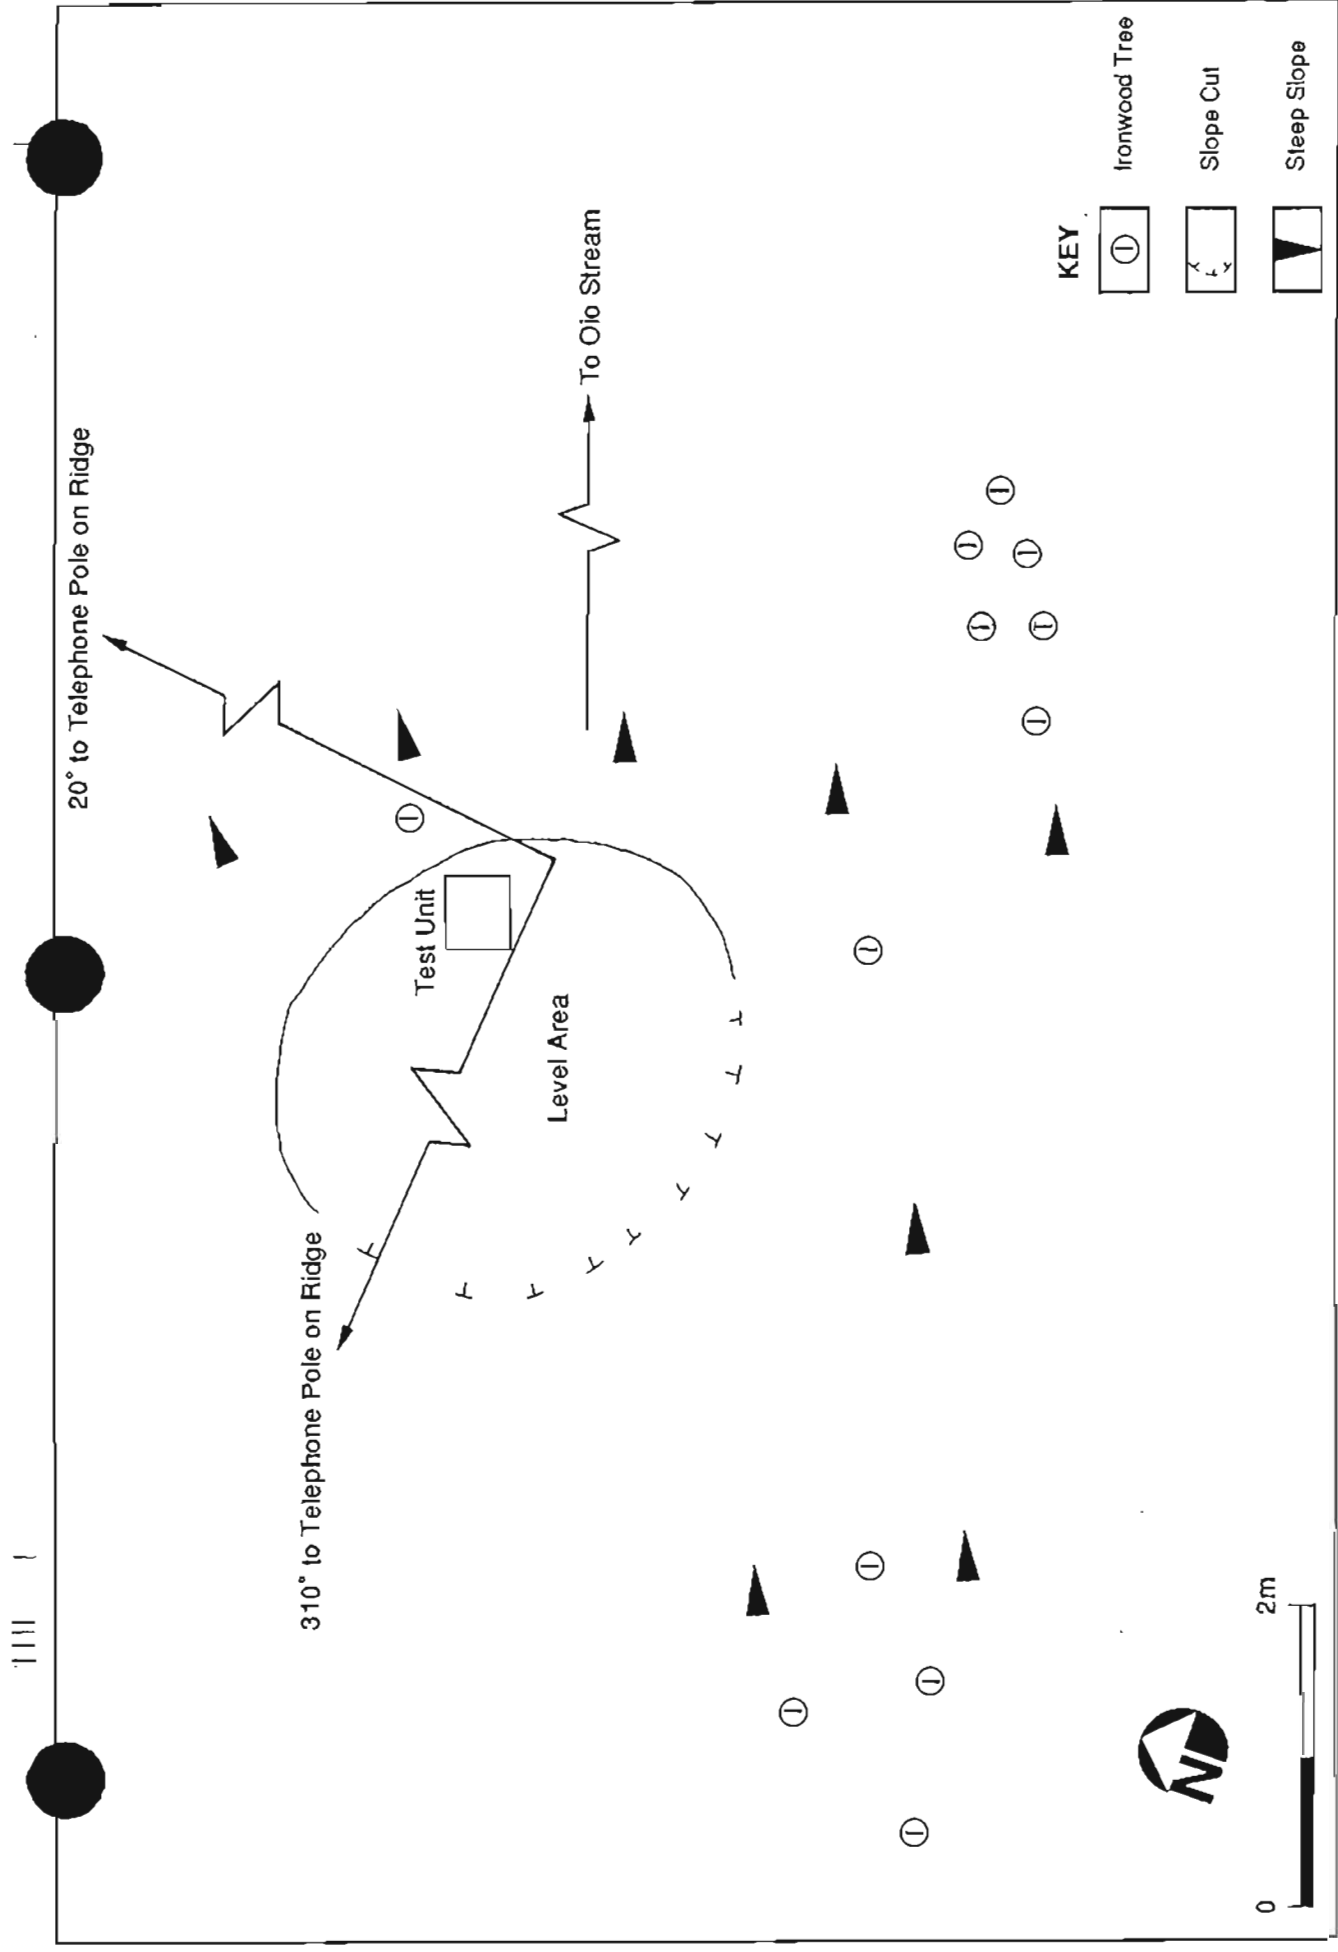 20° to Telephone Pole on Ridge
310° to Telephone Pole on Ridge
Test Unit
Level Area
To Oio Stream
KEY
Ironwood Tree
Slope Cut
Steep Slope
N
0
2m